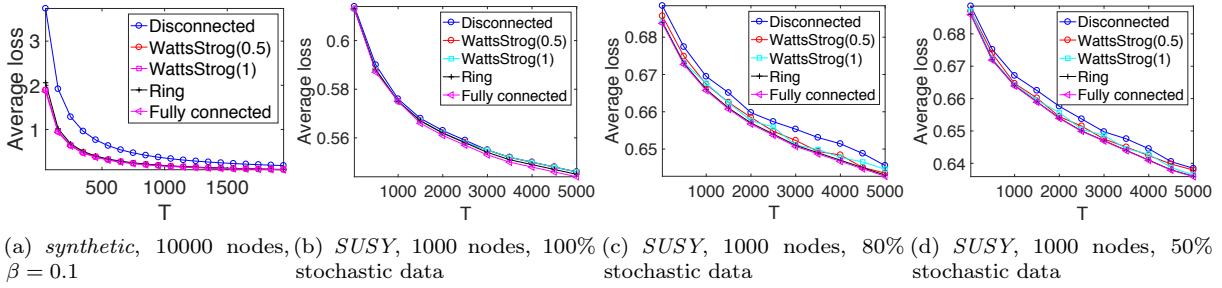 Average loss
3
2
1
500
1000
1500
T
Disconnected
WattsStrog(0.5)
WattsStrog(1)
Ring
Fully connected
Average loss
0.6
0.58
0.56
1000
2000
3000
4000
5000
T
Disconnected
WattsStrog(0.5)
WattsStrog(1)
Ring
Fully connected
Average loss
0.68
0.67
0.66
0.65
1000
2000
3000
4000
5000
T
Disconnected
WattsStrog(0.5)
WattsStrog(1)
Ring
Fully connected
Average loss
0.68
0.67
0.66
0.65
0.64
1000
2000
3000
4000
5000
T
Disconnected
WattsStrog(0.5)
WattsStrog(1)
Ring
Fully connected
(a) synthetic, 10000 nodes,
β = 0.1
(b) SUSY, 1000 nodes, 100%
stochastic data
(c) SUSY, 1000 nodes, 80%
stochastic data
(d) SUSY, 1000 nodes, 50%
stochastic data